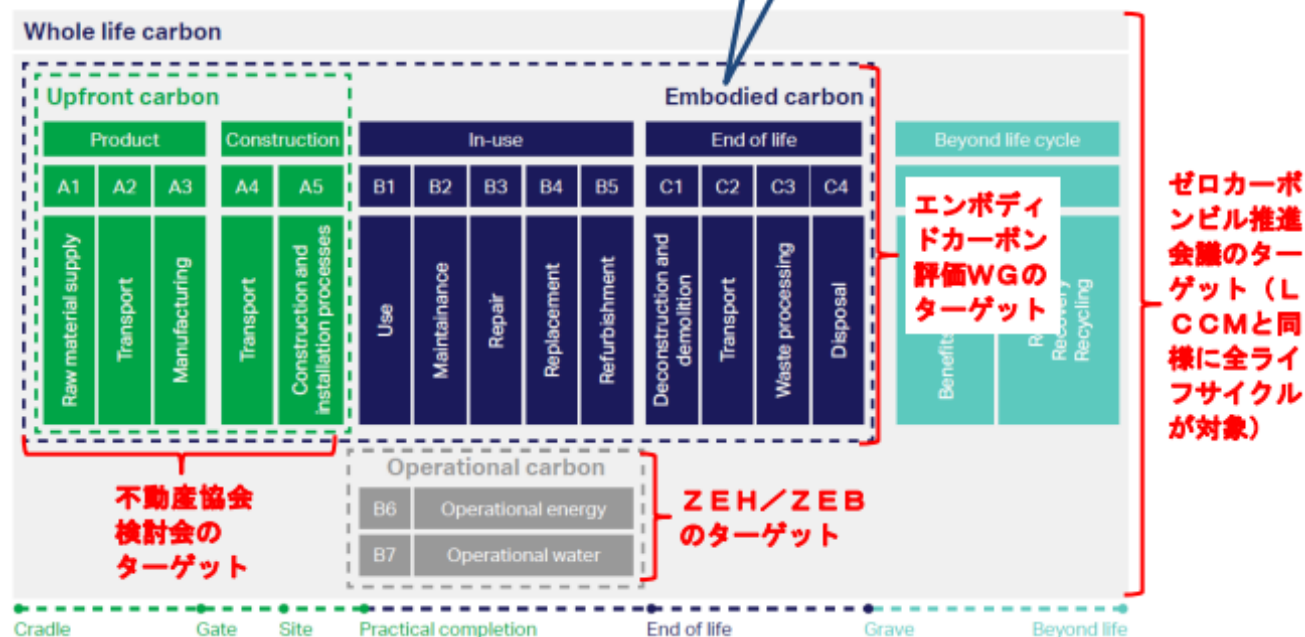 Whole life carbon
Upfront carbon
Embodied carbon
Product
Construction
In-use
End of life
Beyond life cycle
A1
A2
A3
A4
A5
B1
B2
B3
B4
B5
C1
C2
C3
C4
Raw material supply
Transport
Manufacturing
Transport
Construction and
installation processes
Use
Maintainance
Repair
Replacement
Refurbishment
Deconstruction and
demolition
Transport
Waste processing
Disposal
Benefits
Recovery
Recycling
エンボディ
ドカーボン
評価WGの
ターゲット
ゼロカーボ
ンビル推進
会議のター
ゲット（L
CCMと同
様に全ライ
フサイクル
が対象）
Operational carbon
B6
Operational energy
B7
Operational water
不動産協会
検討会の
ターゲット
ZEH／ZEB
のターゲット
Cradle
Gate
Site
Practical completion
End of life
Grave
Beyond life